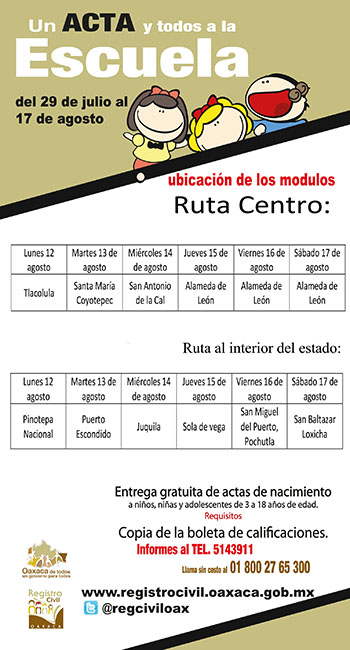 Un ACTA y todos a la
Escuela
del 29 de julio al
17 de agosto
ubicación de los modulos
Ruta Centro:
Lunes 12 agosto
Martes 13 de agosto
Miércoles 14 de agosto
Jueves 15 de agosto
Viernes 16 de agosto
Sábado 17 de agosto
Tlacolula
Santa María Coyotepec
San Antonio de la Cal
Alameda de León
Alameda de León
Alameda de León
Ruta al interior del estado:
Lunes 12 agosto
Martes 13 de agosto
Miércoles 14 de agosto
Jueves 15 de agosto
Viernes 16 de agosto
Sábado 17 de agosto
Pinotepa Nacional
Puerto Escondido
Juquila
Sola de vega
San Miguel del Puerto, Pochutla
San Baltazar Loxicha
Entrega gratuita de actas de nacimiento
a niños, niñas y adolescentes de 3 a 18 años de edad.
Requisitos
Copia de la boleta de calificaciones.
Informes al TEL. 5143911
Llama sin costo al 01 800 27 65 300
Oaxaca de todos
un gobierno para todos
Registro
Civil
OAXACA
www.registrocivil.oaxaca.gob.mx
@regciviloax